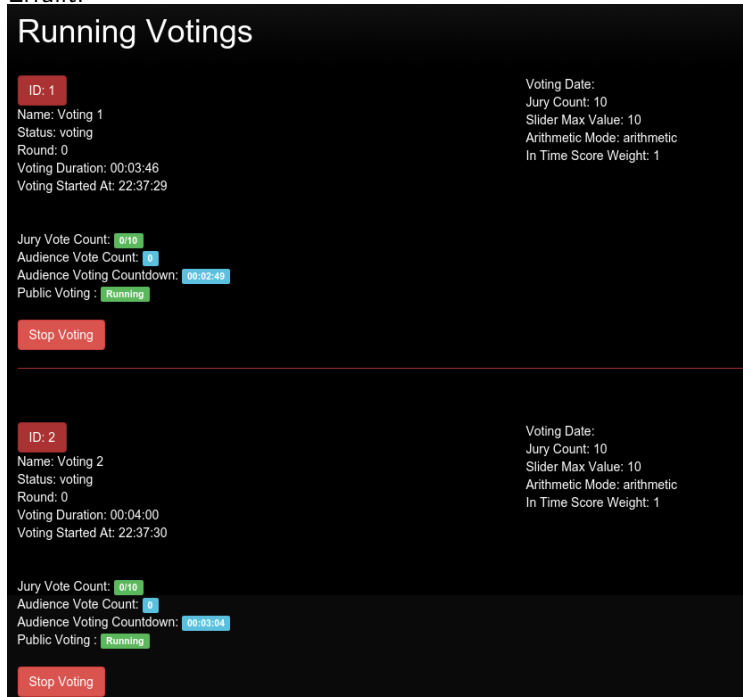 Running Votings
ID: 1
Name: Voting 1
Status: voting
Round: 0
Voting Duration: 00:03:46
Voting Started At: 22:37:29
Voting Date:
Jury Count: 10
Slider Max Value: 10
Arithmetic Mode: arithmetic
In Time Score Weight: 1
Jury Vote Count: 0/10
Audience Vote Count: 0
Audience Voting Countdown: 00:02:49
Public Voting : Running
Stop Voting
ID: 2
Name: Voting 2
Status: voting
Round: 0
Voting Duration: 00:04:00
Voting Started At: 22:37:30
Voting Date:
Jury Count: 10
Slider Max Value: 10
Arithmetic Mode: arithmetic
In Time Score Weight: 1
Jury Vote Count: 0/10
Audience Vote Count: 0
Audience Voting Countdown: 00:03:04
Public Voting : Running
Stop Voting